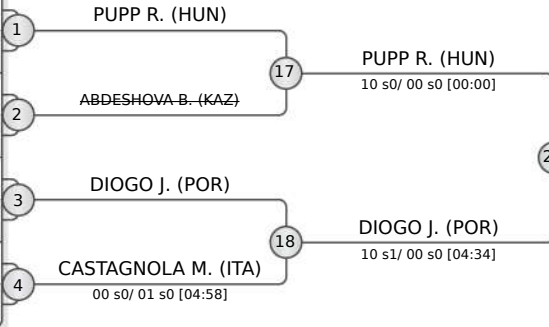 PUPP R. (HUN)
1
17
PUPP R. (HUN)
10 s0/ 00 s0 [00:00]
ABDESHOVA B. (KAZ)
2
2
DIOGO J. (POR)
3
18
DIOGO J. (POR)
10 s1/ 00 s0 [04:34]
CASTAGNOLA M. (ITA)
4
00 s0/ 01 s0 [04:58]